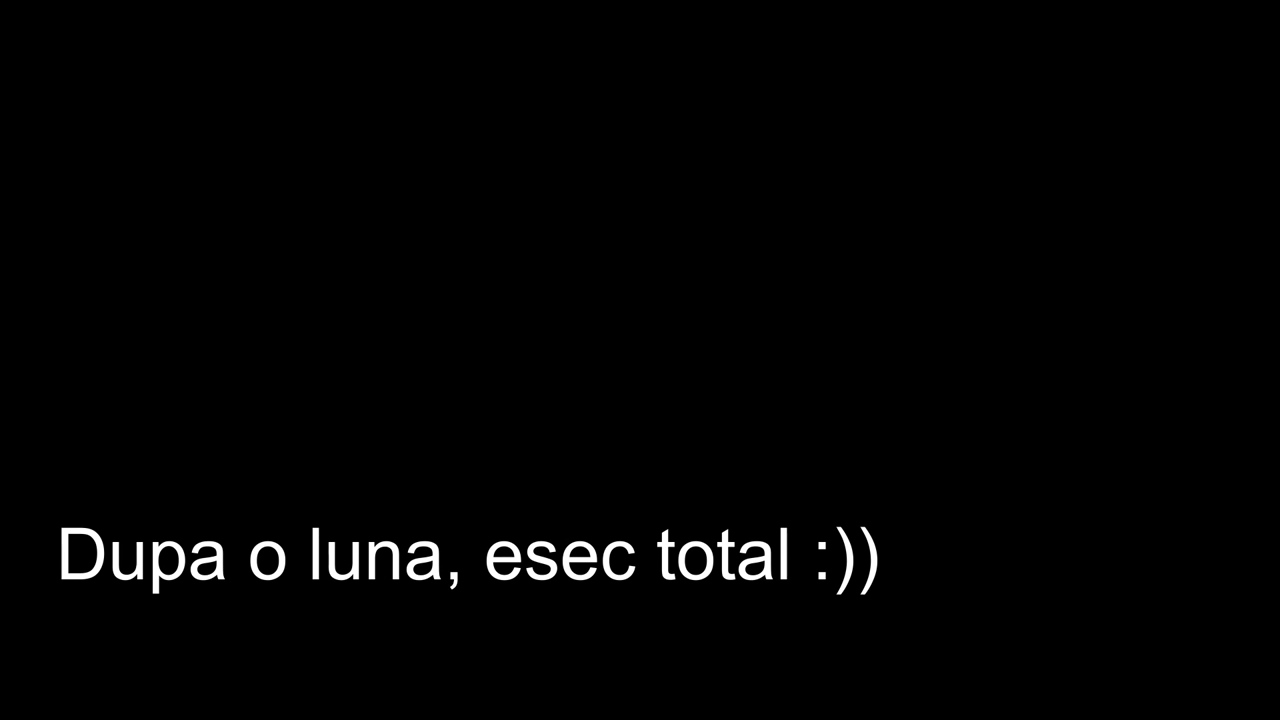 Dupa o luna, esec total :))